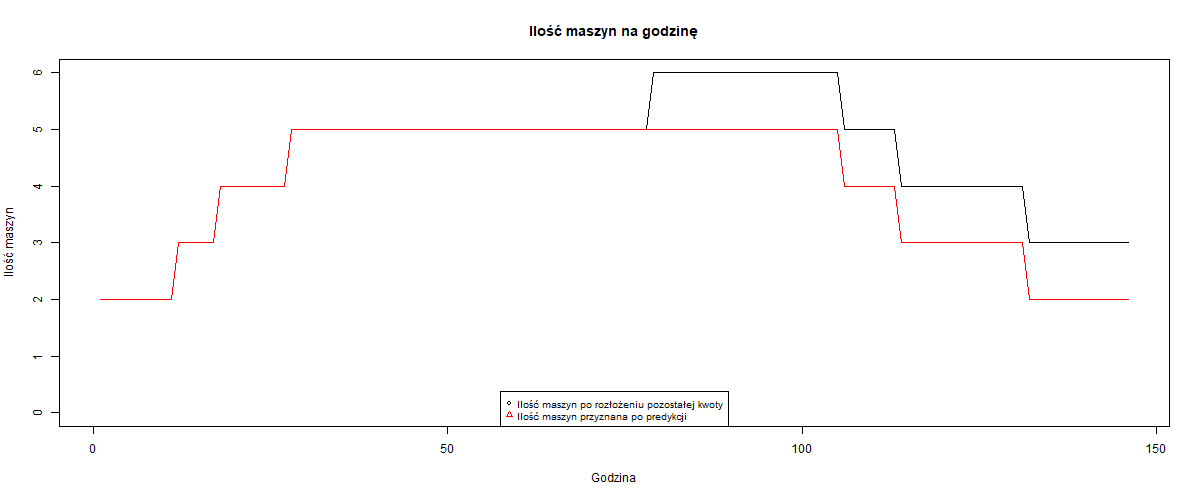 Ilość maszyn na godzinę
Ilość maszyn
6
5
4
3
2
1
0
Ilość maszyn po rozłożeniu pozostałej kwoty
Ilość maszyn przyznana po predykcji
0 50 100 150
Godzina